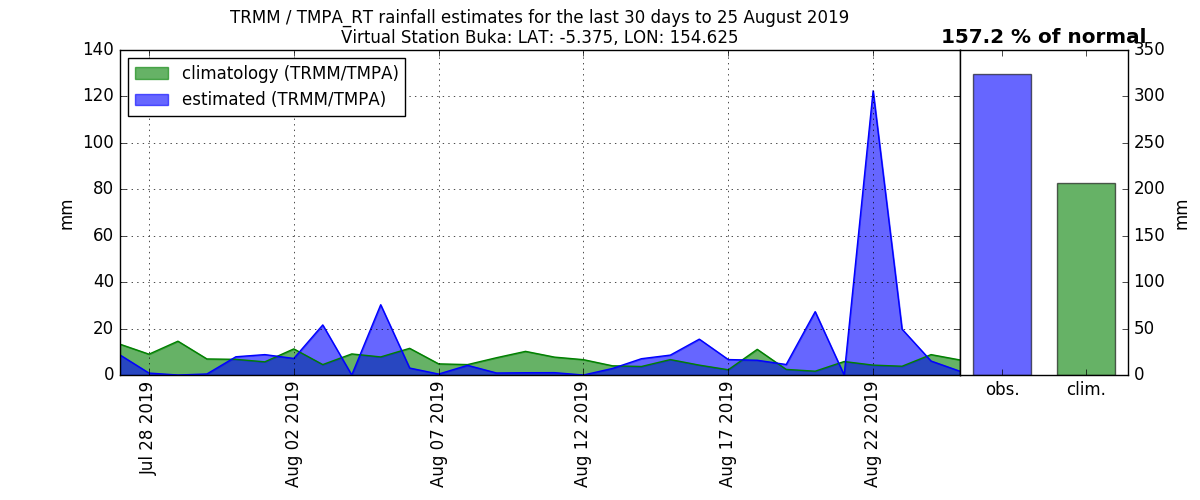 TRMM / TMPA_RT rainfall estimates for the last 30 days to 25 August 2019
Virtual Station Buka: LAT: -5.375, LON: 154.625
157.2 % of normal
climatology (TRMM/TMPA)
estimated (TRMM/TMPA)
mm
140
120
100
80
60
40
20
0
Jul 28 2019
Aug 02 2019
Aug 07 2019
Aug 12 2019
Aug 17 2019
Aug 22 2019
obs.
clim.
350
300
250
200
150
100
50
0
mm